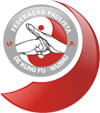 FEDERAÇÃO PAULISTA
S K
DE KUNG FU - WUSHU